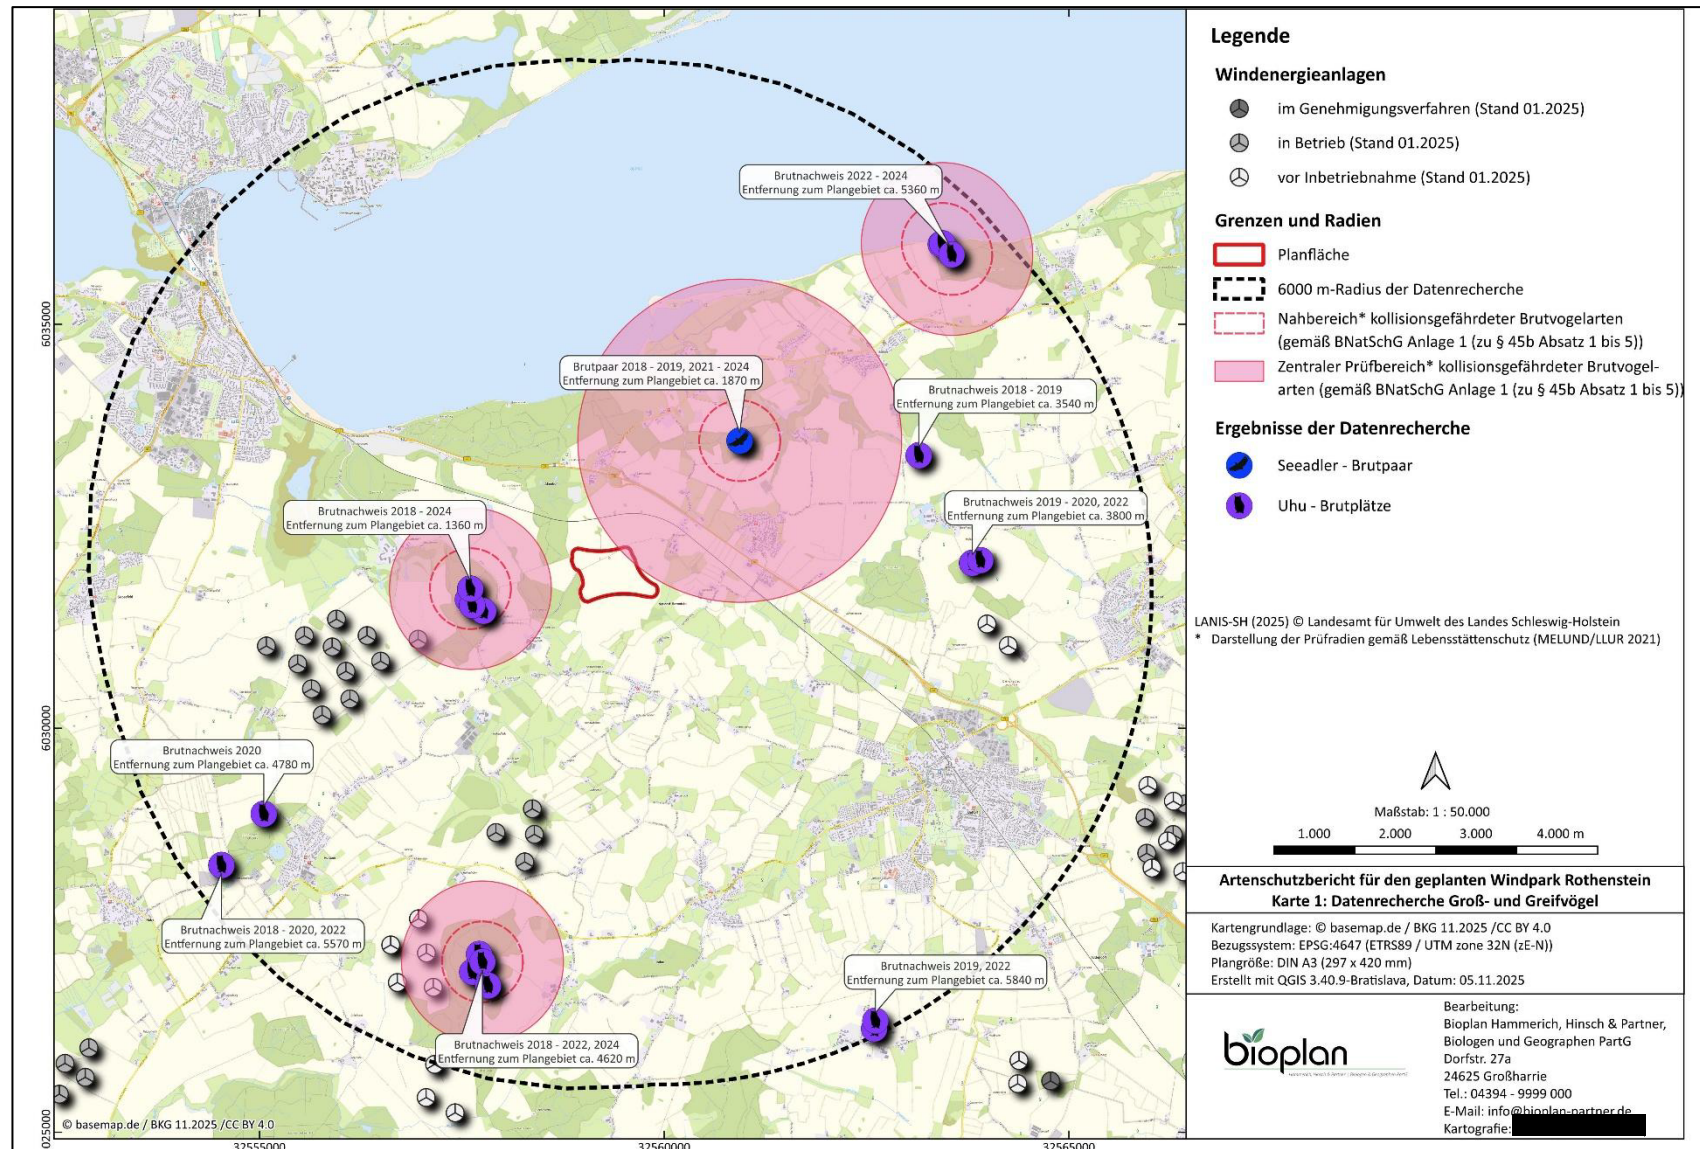 Brutnachweis 2022 - 2024
Entfernung zum Plangebiet ca. 5360 m
Brutpaar 2018 - 2019, 2021 - 2024
Entfernung zum Plangebiet ca. 1870 m
Brutnachweis 2018 - 2019
Entfernung zum Plangebiet ca. 3540 m
Brutnachweis 2018 - 2024
Entfernung zum Plangebiet ca. 1360 m
Brutnachweis 2019 - 2020, 2022
Entfernung zum Plangebiet ca. 3800 m
Brutnachweis 2020
Entfernung zum Plangebiet ca. 4780 m
Brutnachweis 2018 - 2020, 2022
Entfernung zum Plangebiet ca. 5570 m
Brutnachweis 2019, 2022
Entfernung zum Plangebiet ca. 5840 m
Brutnachweis 2018 - 2022, 2024
Entfernung zum Plangebiet ca. 4620 m
6035000
6030000
025000
32555000
32560000
32565000
© basemap.de / BKG 11.2025 /CC BY 4.0
Legende
Windenergieanlagen
im Genehmigungsverfahren (Stand 01.2025)
in Betrieb (Stand 01.2025)
vor Inbetriebnahme (Stand 01.2025)
Grenzen und Radien
Planfläche
6000 m-Radius der Datenrecherche
Nahbereich* kollisionsgefährdeter Brutvogelarten
(gemäß BNatSchG Anlage 1 (zu § 45b Absatz 1 bis 5))
Zentraler Prüfbereich* kollisionsgefährdeter Brutvogel-
arten (gemäß BNatSchG Anlage 1 (zu § 45b Absatz 1 bis 5))
Ergebnisse der Datenrecherche
Seeadler - Brutpaar
Uhu - Brutplätze
LANIS-SH (2025) © Landesamt für Umwelt des Landes Schleswig-Holstein
* Darstellung der Prüfradien gemäß Lebensstättenschutz (MELUND/LLUR 2021)
Maßstab: 1 : 50.000
1.000 2.000 3.000 4.000 m
Artenschutzbericht für den geplanten Windpark Rothenstein
Karte 1: Datenrecherche Groß- und Greifvögel
Kartengrundlage: © basemap.de / BKG 11.2025 /CC BY 4.0
Bezugssystem: EPSG:4647 (ETRS89 / UTM zone 32N (zE-N))
Plangröße: DIN A3 (297 x 420 mm)
Erstellt mit QGIS 3.40.9-Bratislava, Datum: 05.11.2025
bioplan
Bearbeitung:
Bioplan Hammerich, Hinsch & Partner,
Biologen und Geographen PartG
Dorfstr. 27a
24625 Großharrie
Tel.: 04394 - 9999 000
E-Mail: info@bioplan-partner.de
Kartografie: